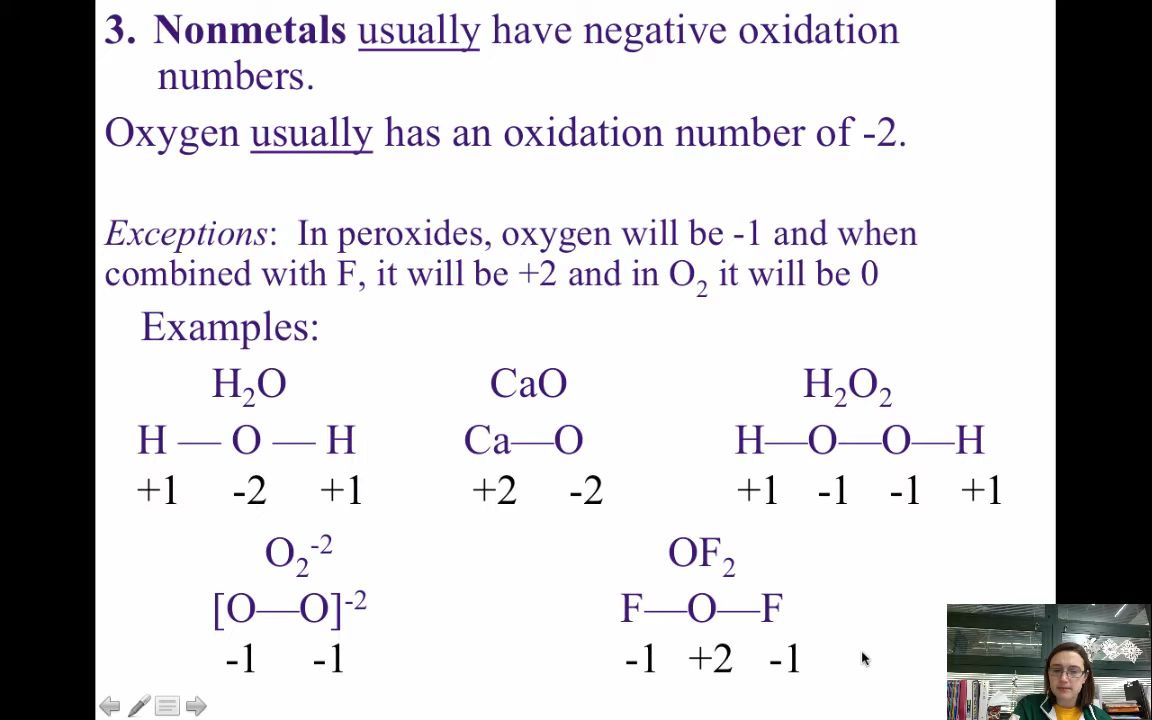 3. Nonmetals usually have negative oxidation
numbers.
Oxygen usually has an oxidation number of -2.
Exceptions: In peroxides, oxygen will be -1 and when
combined with F, it will be +2 and in O₂ it will be 0
Examples:
H₂O CaO H₂O₂
H — O — H Ca—O H—O—O—H
+1 -2 +1 +2 -2 +1 -1 -1 +1
O₂⁻² OF₂
[O—O]⁻² F—O—F
-1 -1 -1 +2 -1